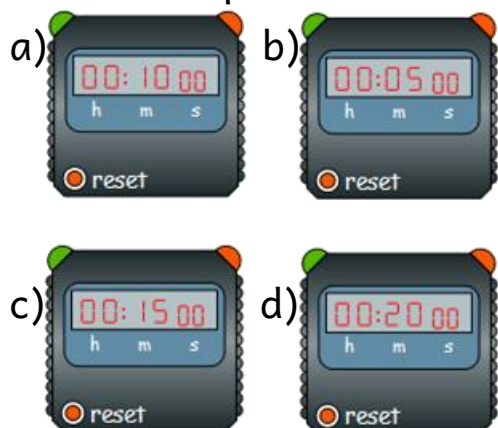 a) 00:10 00
h m s
reset
b) 00:05 00
h m s
reset
c) 00:15 00
h m s
reset
d) 00:20 00
h m s
reset